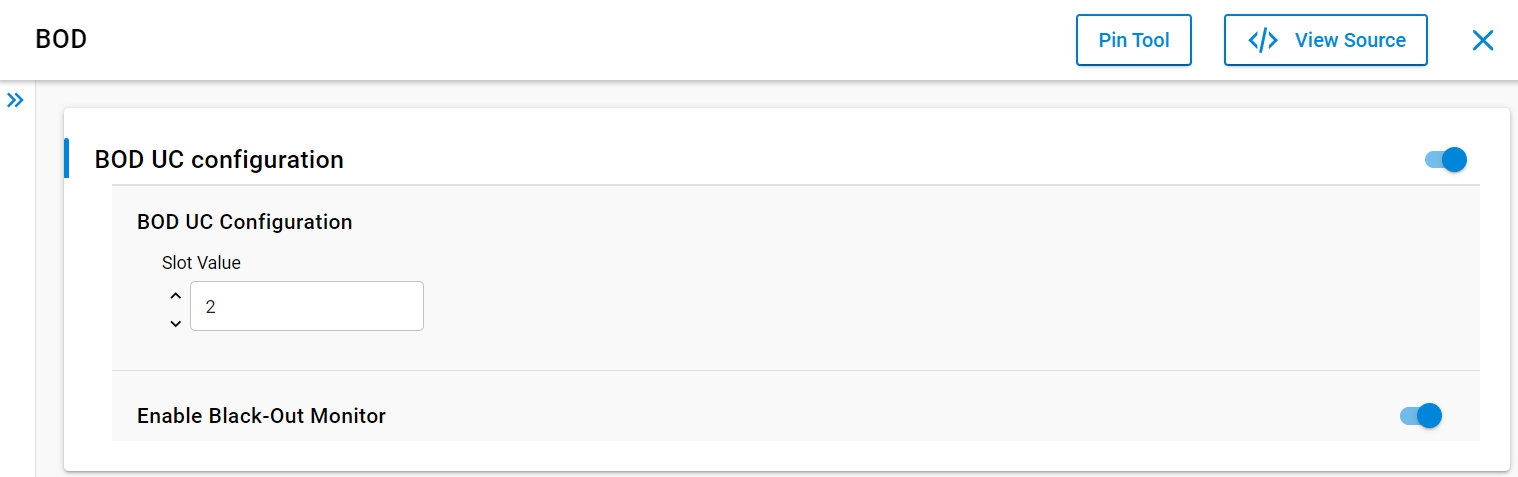 BOD
Pin Tool
</> View Source
BOD UC configuration
BOD UC Configuration
Slot Value
2
Enable Black-Out Monitor